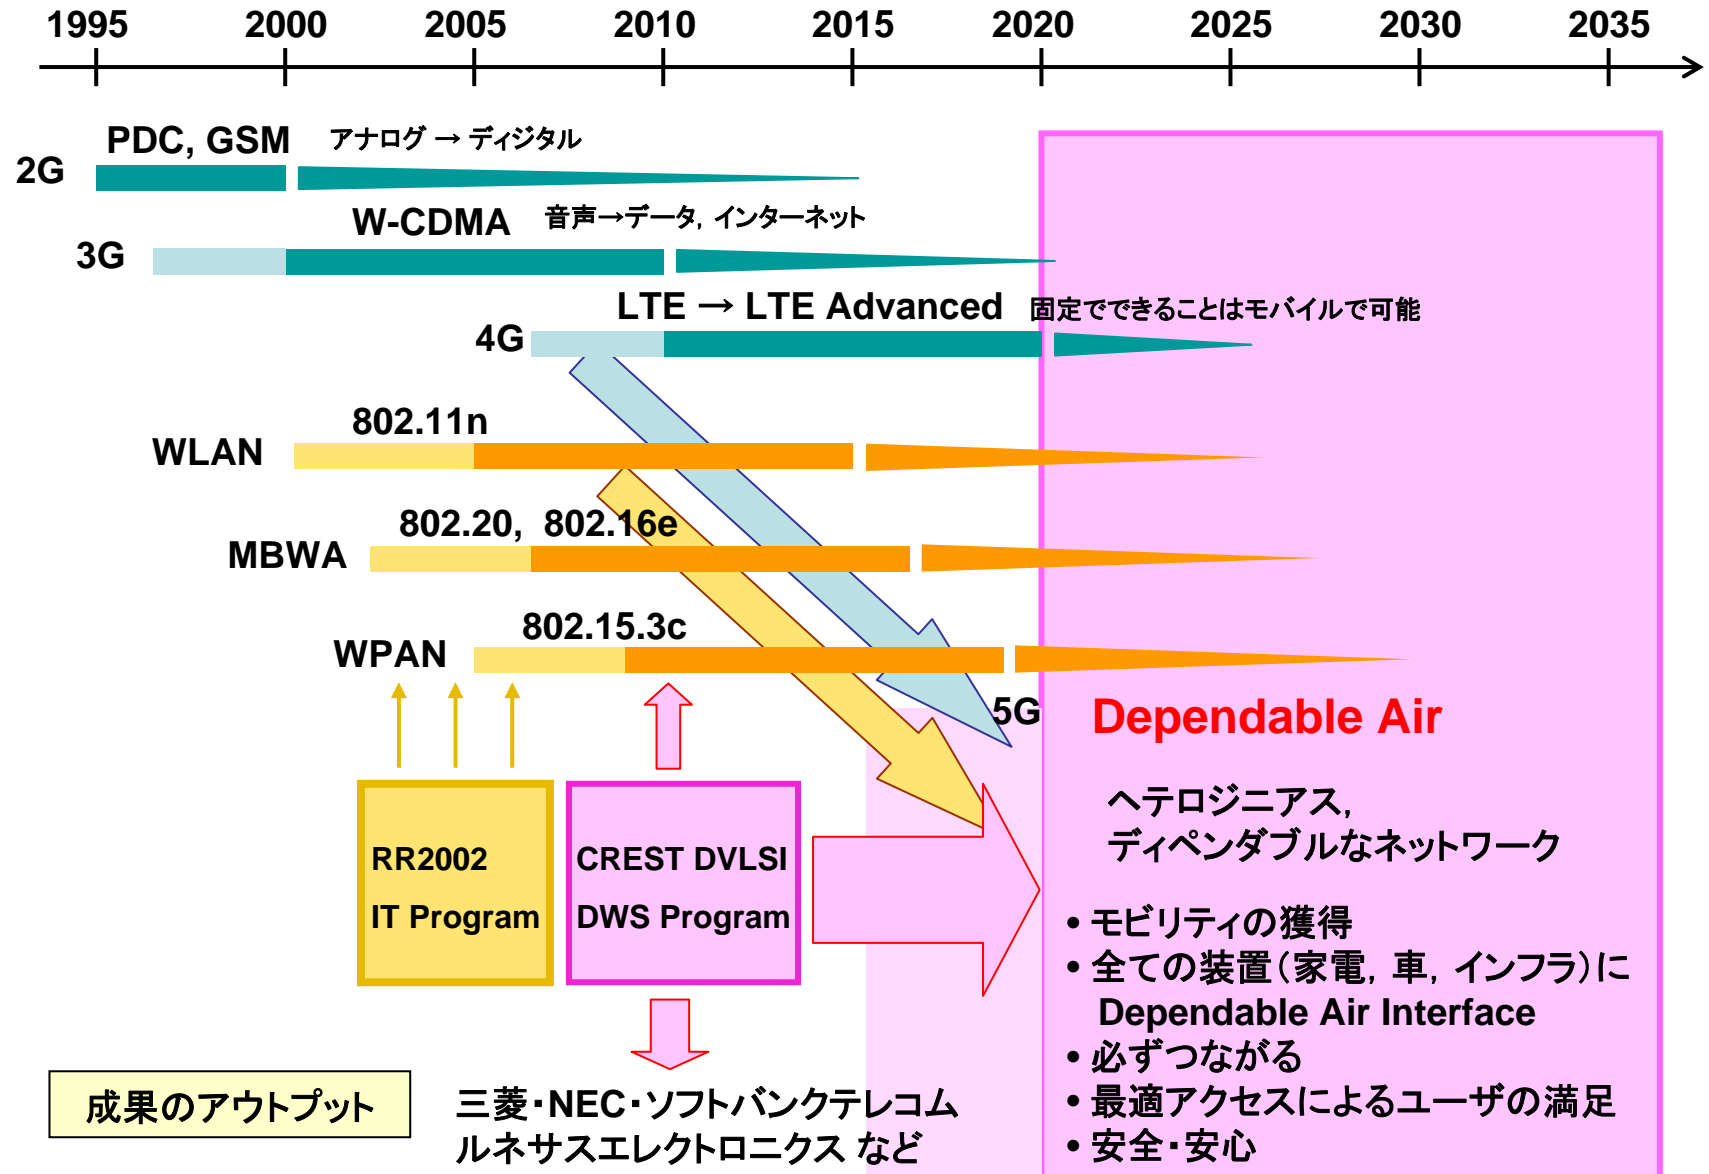 1995 2000 2005 2010 2015 2020 2025 2030 2035
PDC, GSM アナログ → ディジタル
2G
W-CDMA 音声→データ, インターネット
3G
LTE → LTE Advanced 固定でできることはモバイルで可能
4G
802.11n
WLAN
802.20, 802.16e
MBWA
802.15.3c
WPAN
5G
Dependable Air
ヘテロジニアス,
ディペンダブルなネットワーク
RR2002
IT Program
CREST DVLSI
DWS Program
• モビリティの獲得
• 全ての装置(家電, 車, インフラ)に
Dependable Air Interface
• 必ずつながる
• 最適アクセスによるユーザの満足
• 安全・安心
成果のアウトプット
三菱・NEC・ソフトバンクテレコム
ルネサスエレクトロニクス など